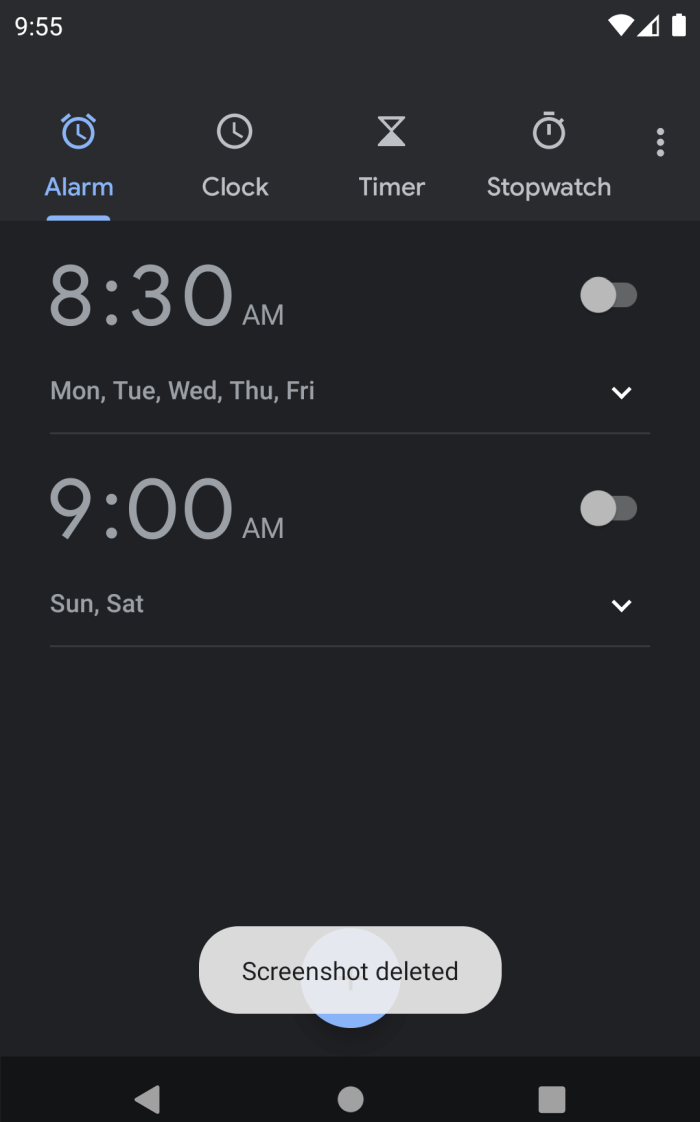 9:55
Alarm Clock Timer Stopwatch
8:30 AM
Mon, Tue, Wed, Thu, Fri
9:00 AM
Sun, Sat
Screenshot deleted